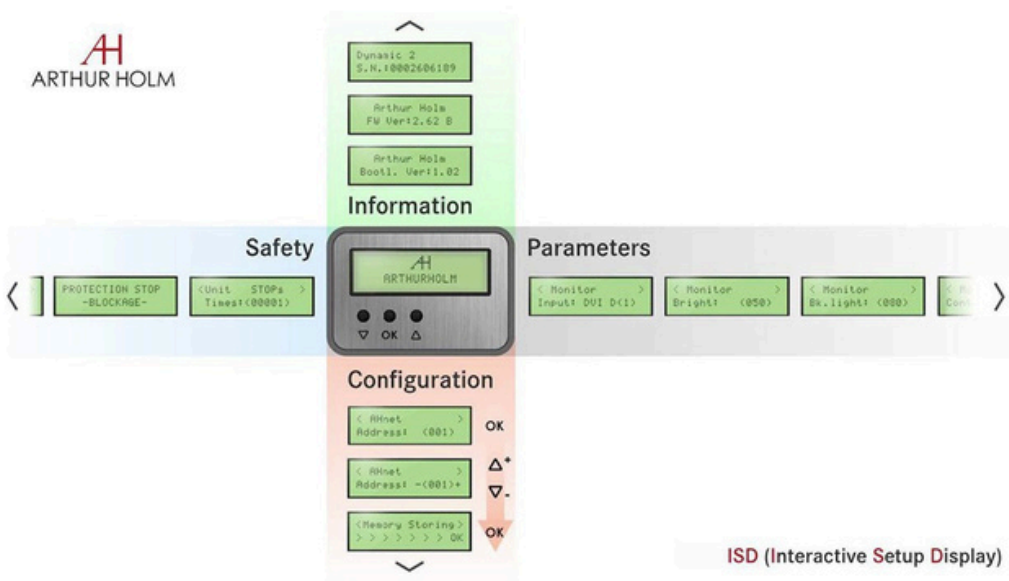 AH
ARTHUR HOLM
Dynamic 2
S.N.:0002606189
Arthur Holm
FW Ver:2.62 B
Arthur Holm
Bootl. Ver:1.02
Information
Safety
Parameters
PROTECTION STOP
-BLOCKAGE-
<Unit STOPs >
Times:(00001)
AH
ARTHURHOLM
▽ OK △
< Monitor >
Input: DVI D(1)
< Monitor >
Bright: (050)
< Monitor >
Bk.light: (080)
Configuration
< AHnet >
Address: (001)
OK
< AHnet >
Address: -(001)+
△+
▽-
<Memory Storing>
> > > > > > > OK
OK
ISD (Interactive Setup Display)